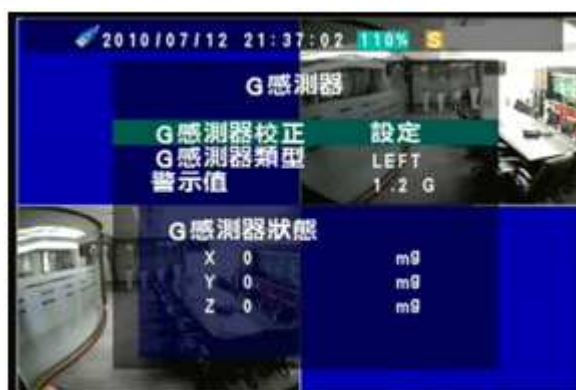 2010/07/12 21:37:02 110% S
G感測器
G感測器校正 設定
G感測器類型 LEFT
警示值 1.2 G
G感測器狀態
X 0 mg
Y 0 mg
Z 0 mg